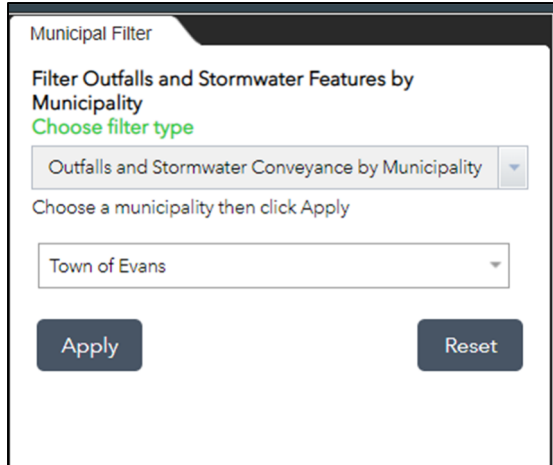 Municipal Filter
Filter Outfalls and Stormwater Features by
Municipality
Choose filter type
Outfalls and Stormwater Conveyance by Municipality
Choose a municipality then click Apply
Town of Evans
Apply Reset